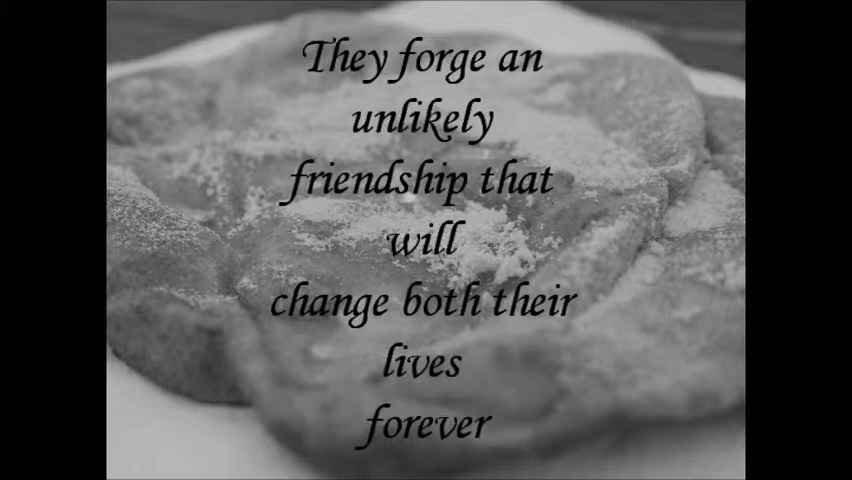 They forge an
unlikely
friendship that
will
change both their
lives
forever